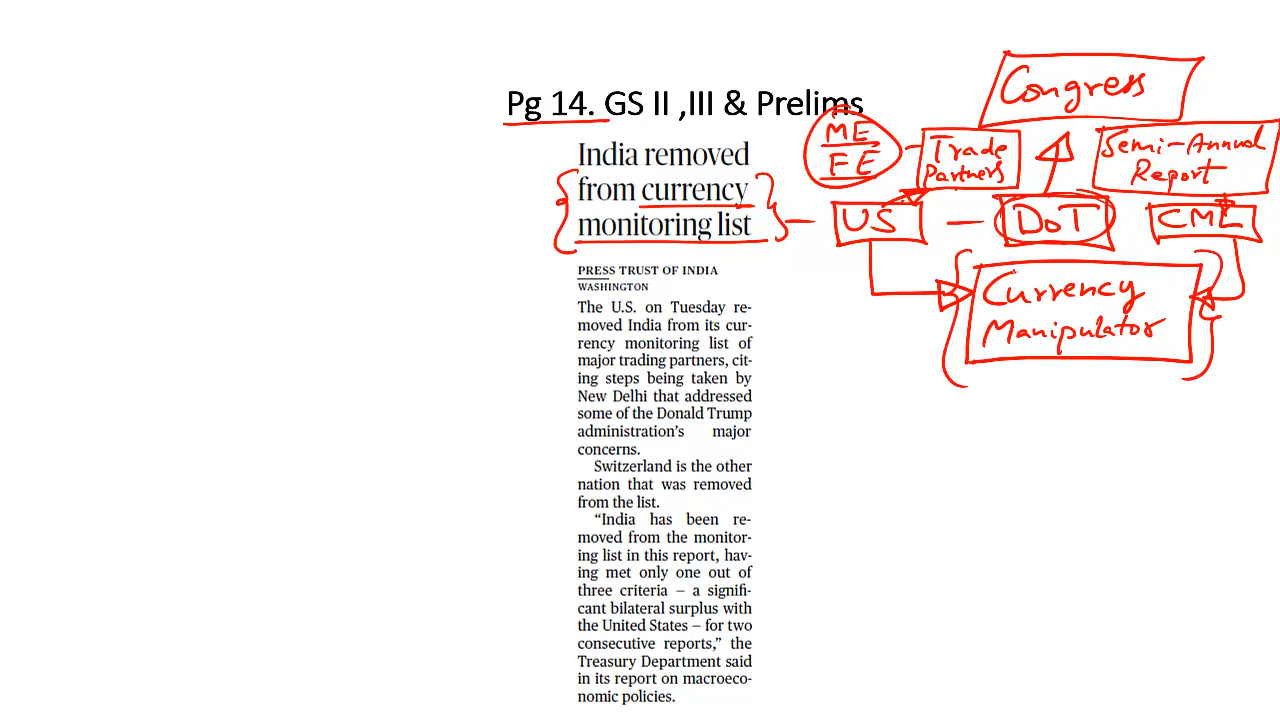 Pg 14. GS II ,III & Prelims
India removed
from currency
monitoring list
PRESS TRUST OF INDIA
WASHINGTON
The U.S. on Tuesday re-
moved India from its cur-
rency monitoring list of
major trading partners, cit-
ing steps being taken by
New Delhi that addressed
some of the Donald Trump
administration's major
concerns.
Switzerland is the other
nation that was removed
from the list.
“India has been re-
moved from the monitor-
ing list in this report, hav-
ing met only one out of
three criteria – a signifi-
cant bilateral surplus with
the United States – for two
consecutive reports,” the
Treasury Department said
in its report on macroeco-
nomic policies.
Congress
ME
FE
Trade
Partners
Semi-Annual
Report
US
DoT
CML
Currency
Manipulator